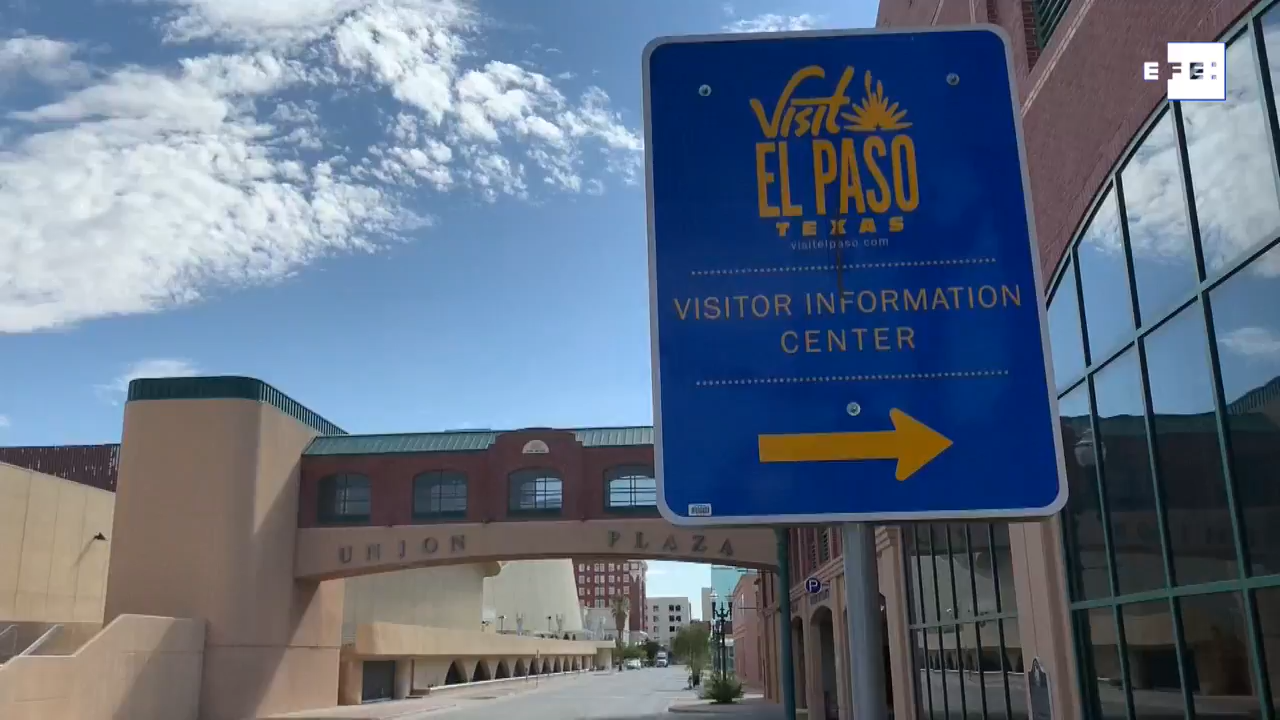 EFE:
Visit
EL PASO
TEXAS
visitelpaso.com
VISITOR INFORMATION
CENTER
UNION PLAZA
P